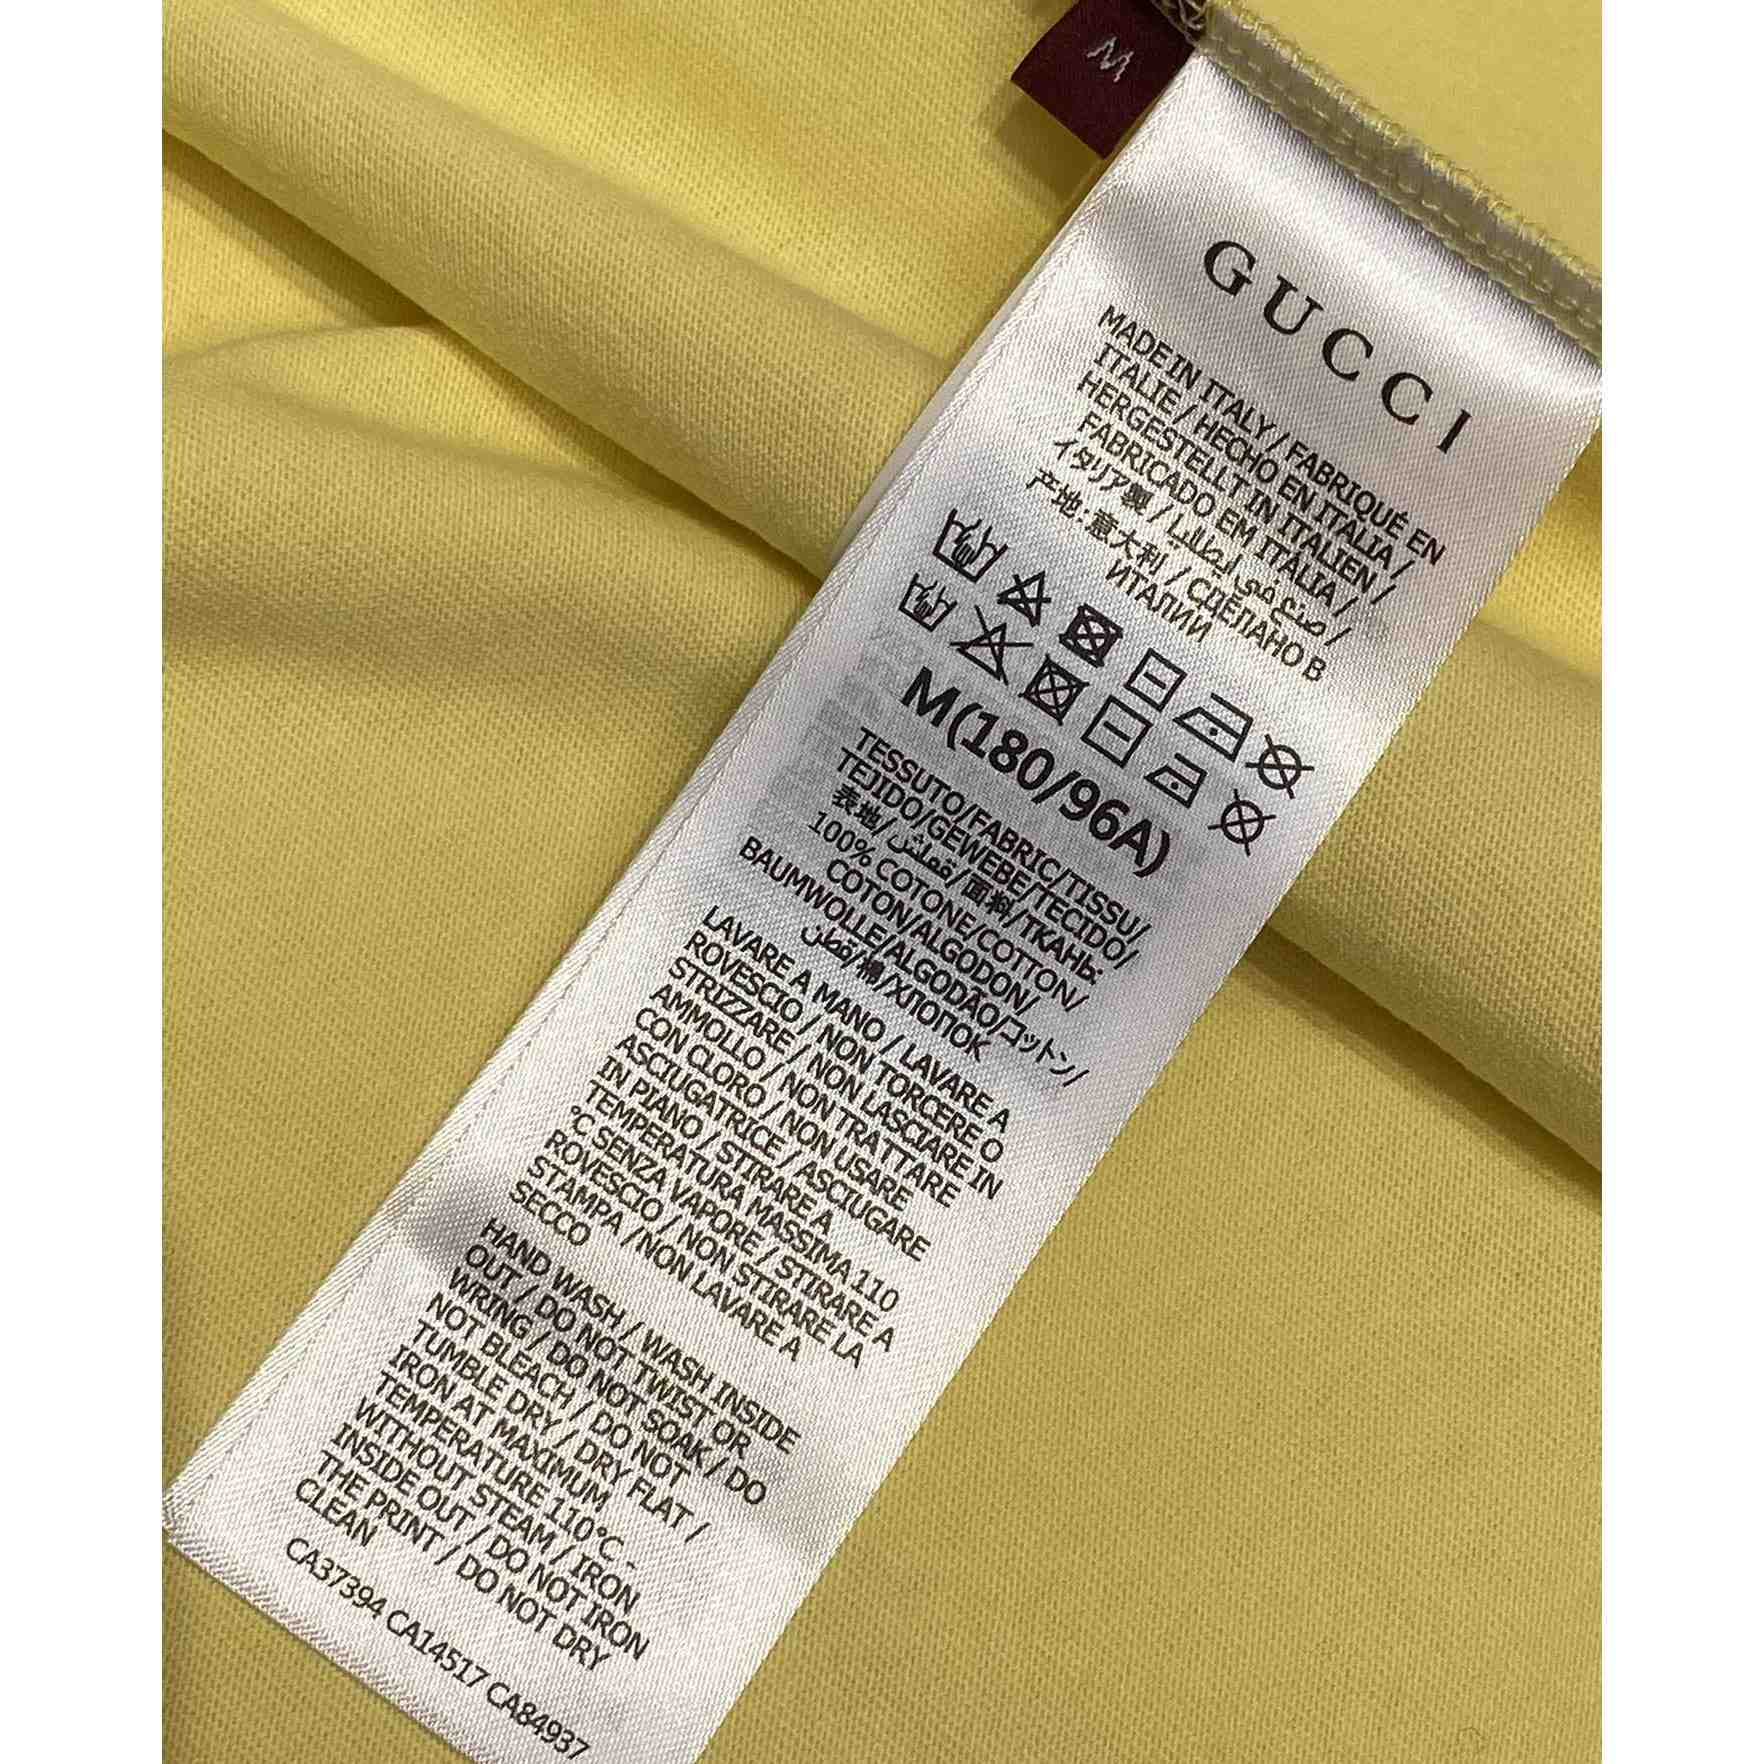 M
GUCCI
MADE IN ITALY / FABRIQUÉ EN
ITALIE / HECHO EN ITALIA /
HERGESTELLT IN ITALIEN /
FABRICADO EM ITÁLIA /
イタリア製 / صنع في إيطاليا /
产地: 意大利 / СДЕЛАНО В
ИТАЛИИ
M(180/96A)
TESSUTO/FABRIC/TISSU/
TEJIDO/GEWEBE/TECIDO/
表地/قماش/面料/ТКАНЬ:
100% COTONE/COTTON/
COTON/ALGODON/
BAUMWOLLE/ALGODÃO/コットン/
قطن/棉/ХЛОПОК
LAVARE A MANO / LAVARE A
ROVESCIO / NON TORCERE O
STRIZZARE / NON LASCIARE IN
AMMOLLO / NON TRATTARE
CON CLORO / NON USARE
ASCIUGATRICE / ASCIUGARE
IN PIANO / STIRARE A
TEMPERATURA MASSIMA 110
°C SENZA VAPORE / STIRARE A
ROVESCIO / NON STIRARE LA
STAMPA /NON LAVARE A
SECCO
HAND WASH / WASH INSIDE
OUT / DO NOT TWIST OR
WRING / DO NOT SOAK / DO
NOT BLEACH / DO NOT
TUMBLE DRY / DRY FLAT /
IRON AT MAXIMUM
TEMPERATURE 110°C -
WITHOUT STEAM / IRON
INSIDE OUT / DO NOT IRON
THE PRINT / DO NOT DRY
CLEAN
CA37394 CA14517 CA84937